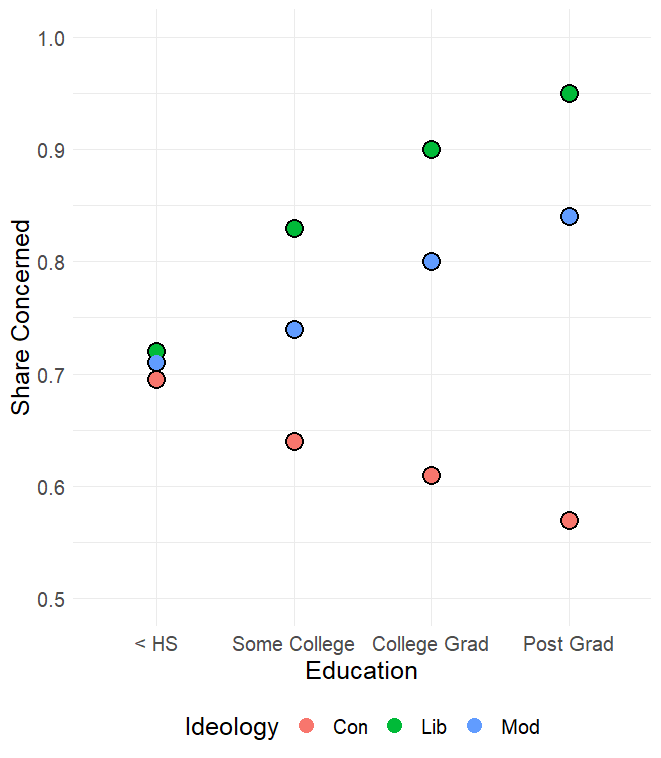 1.0
0.9
0.8
0.7
0.6
0.5
Share Concerned
< HS Some College College Grad Post Grad
Education
Ideology Con Lib Mod